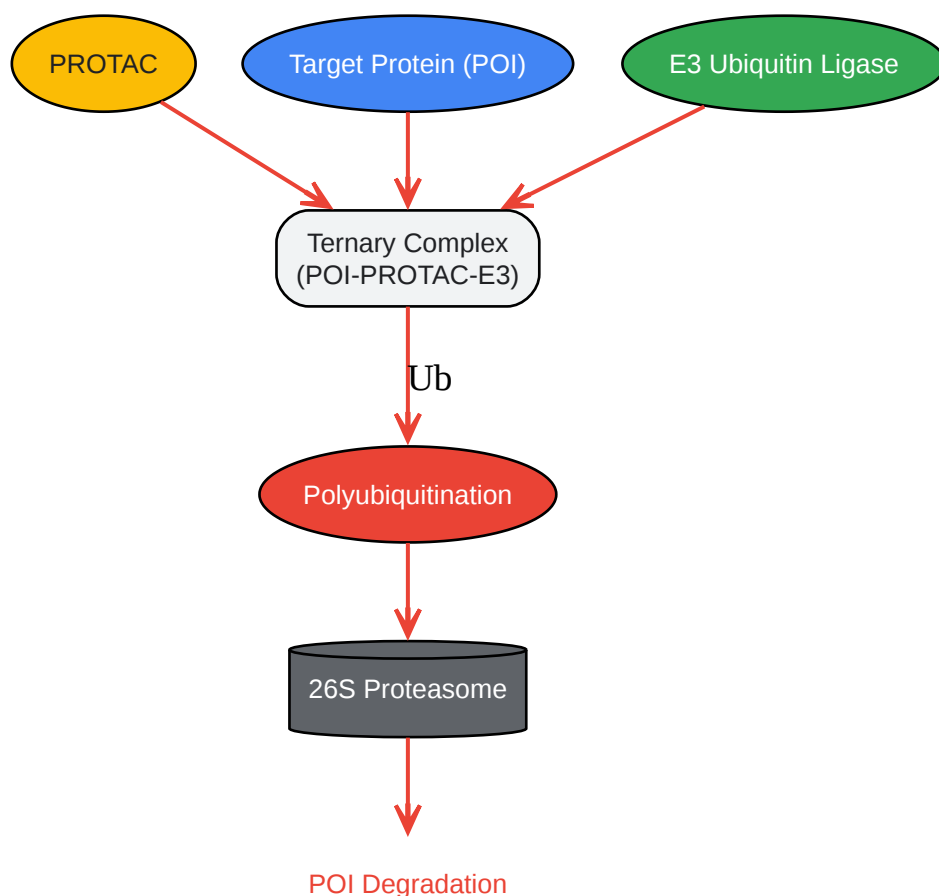 PROTAC
Target Protein (POI)
E3 Ubiquitin Ligase
Ternary Complex
(POI-PROTAC-E3)
Ub
Polyubiquitination
26S Proteasome
POI Degradation